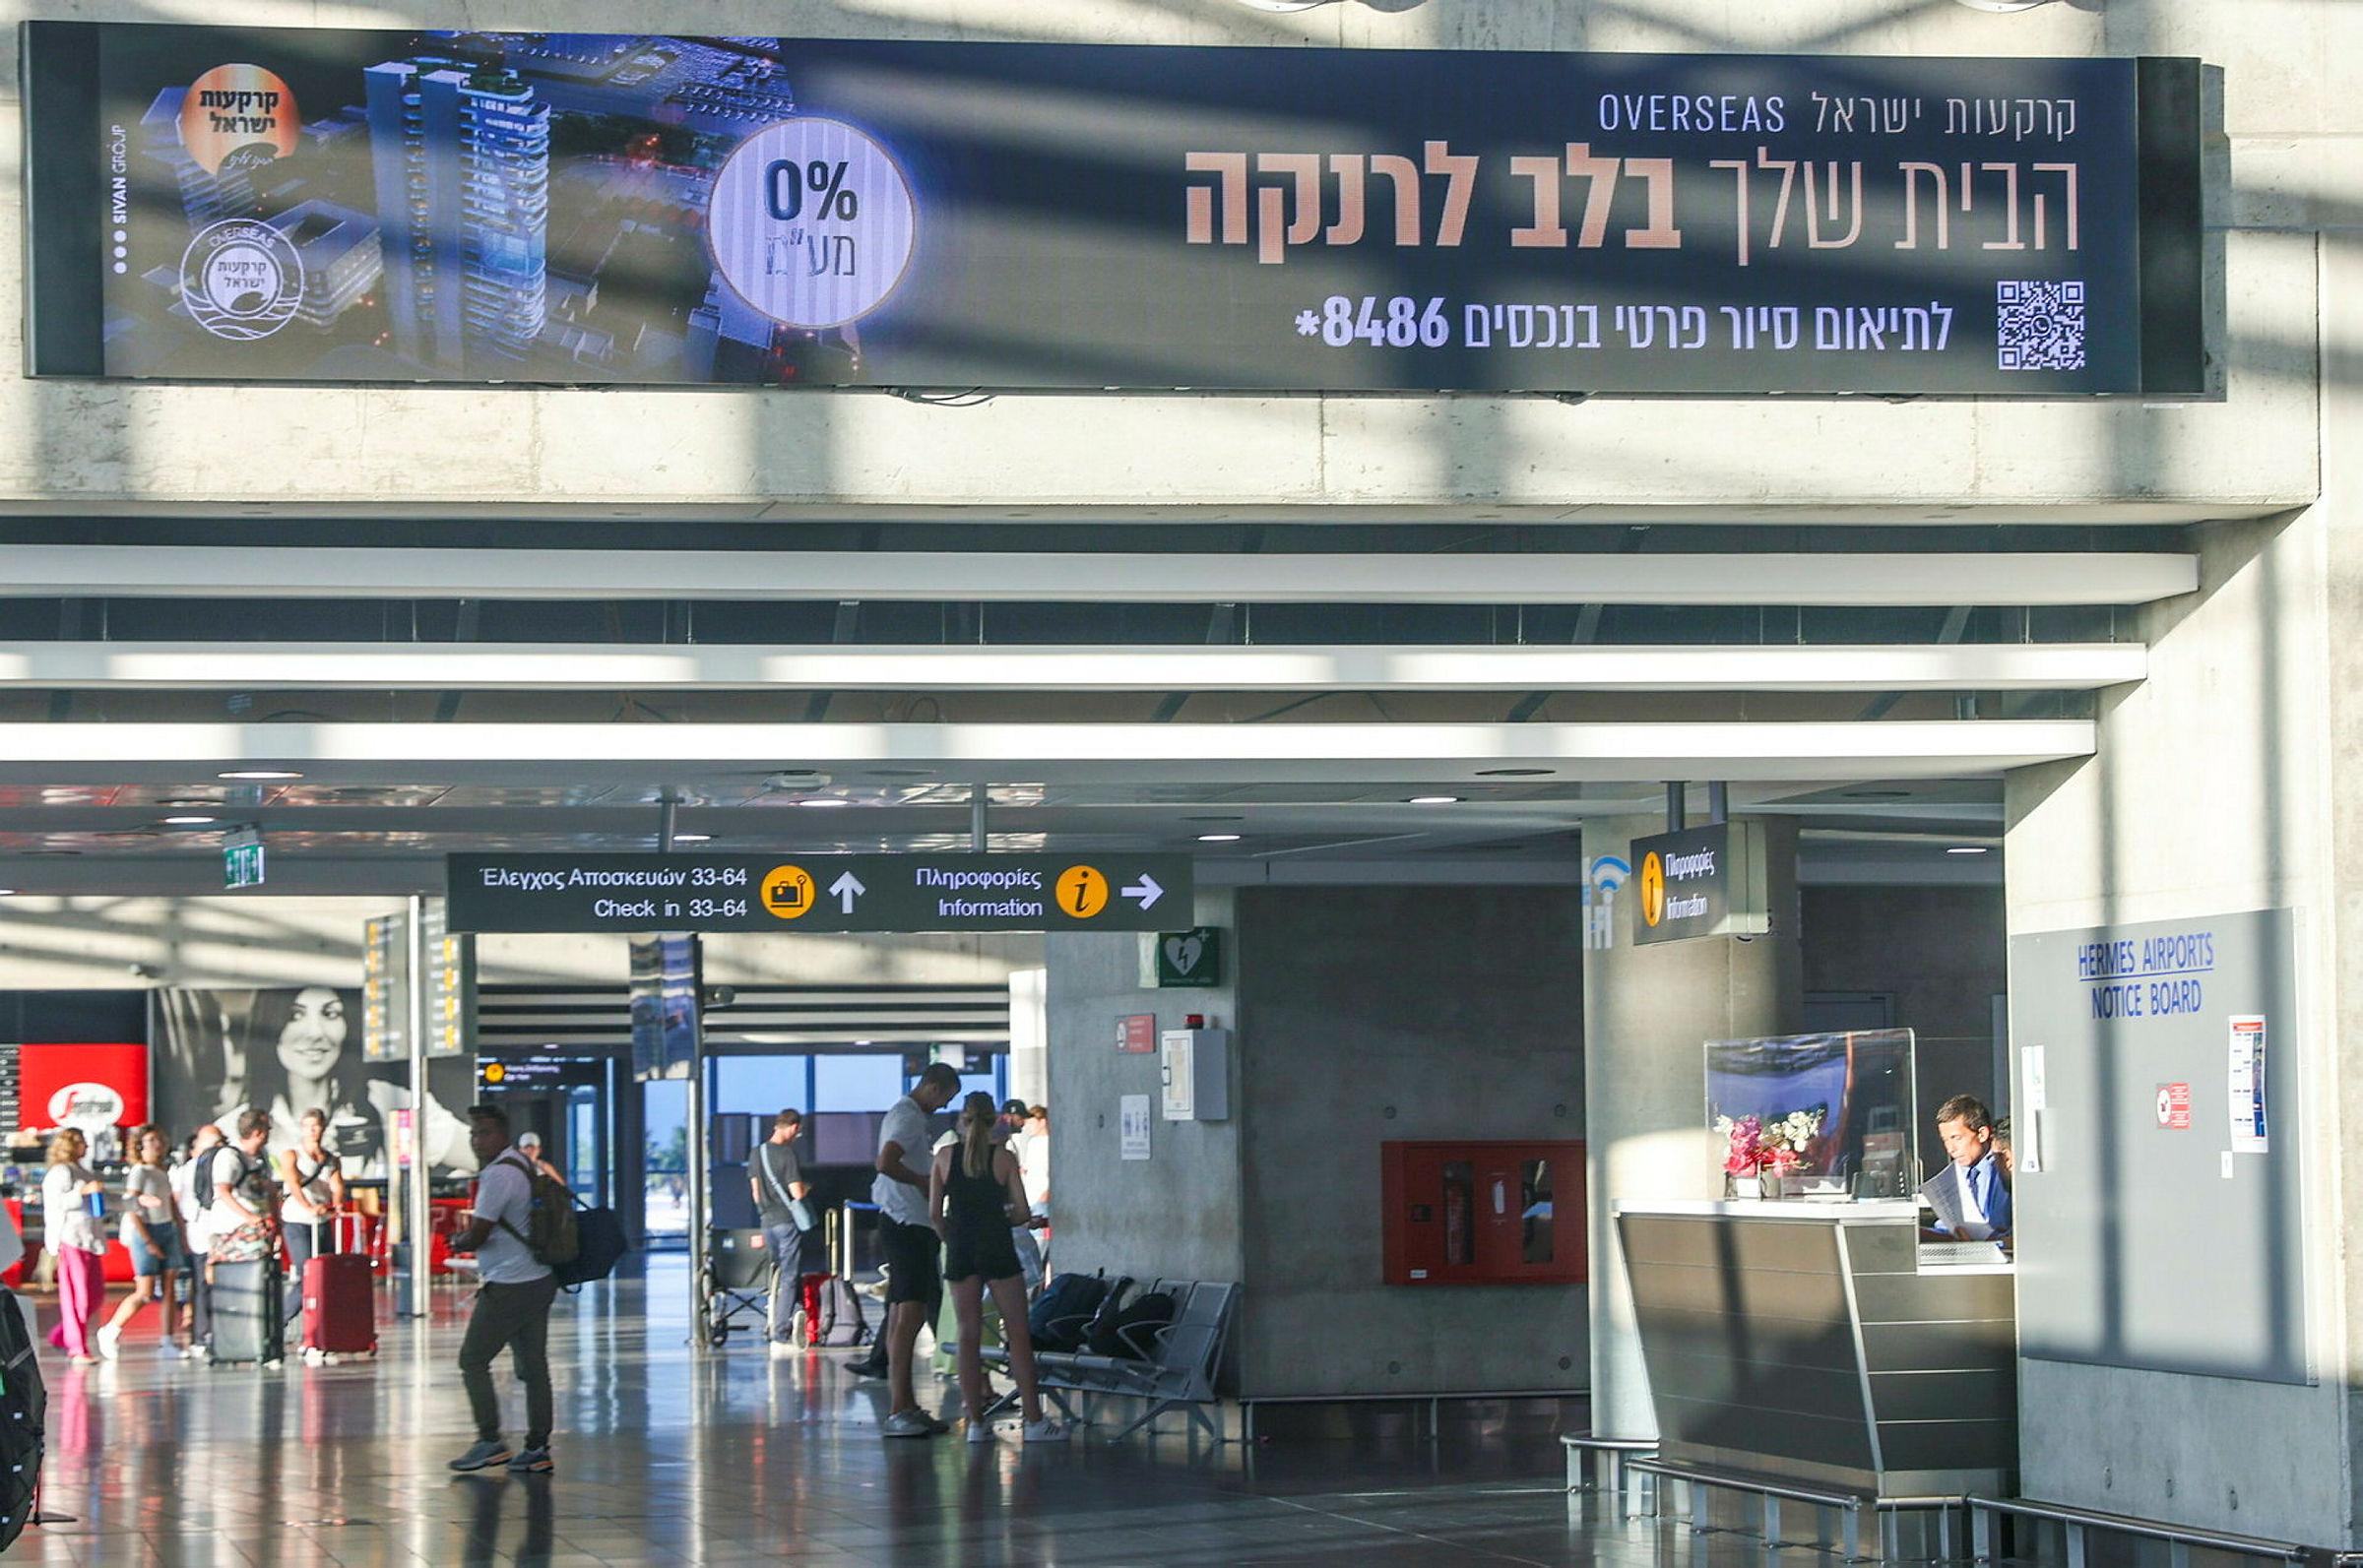 קרקעות ישראל OVERSEAS
הבית שלך בלב לרנקה
לתיאום סיור פרטי בנכסים 8486*
0%
מע"מ
קרקעות
ישראל
OVERSEAS
קרקעות
ישראל
SIVAN GROUP
Έλεγχος Αποσκευών 33-64
Check in 33-64
Πληροφορίες
Information
Πληροφορίες
Information
HERMES AIRPORTS
NOTICE BOARD